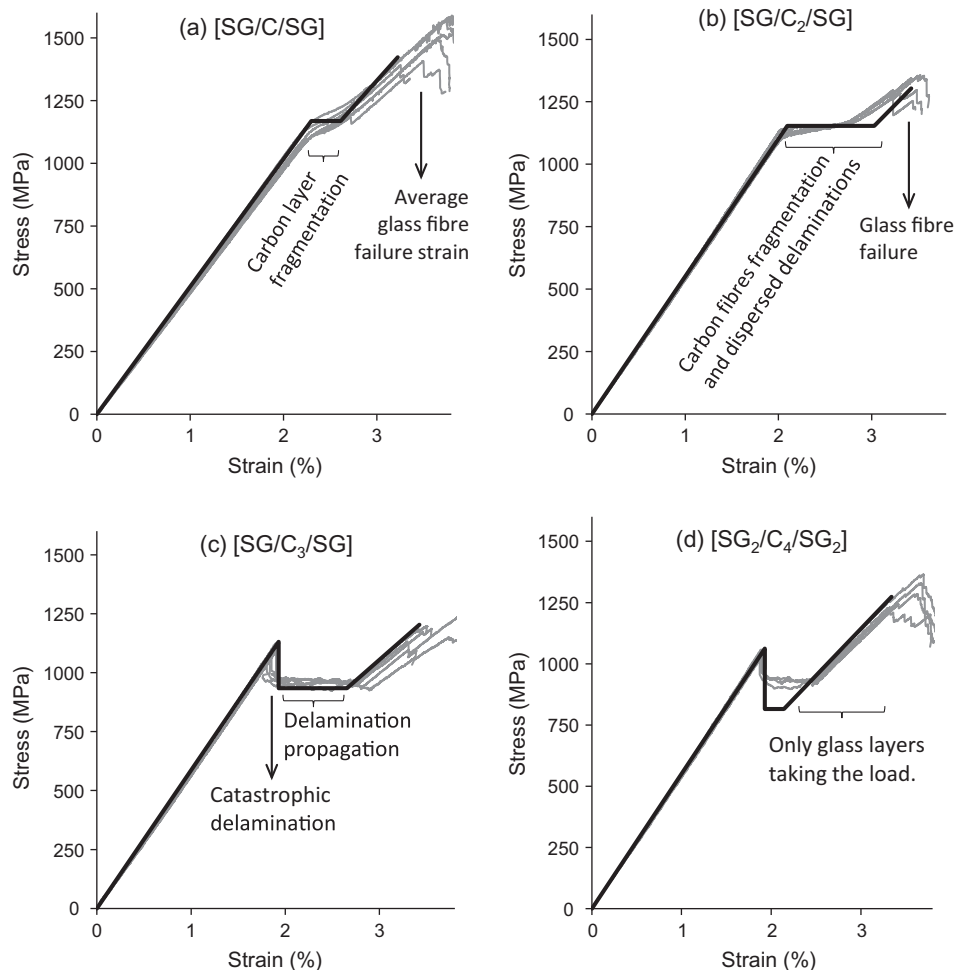 (a) [SG/C/SG]
1500
1250
1000
750
500
250
0
Stress (MPa)
Carbon layer
fragmentation
Average
glass fibre
failure strain
0 1 2 3
Strain (%)
(b) [SG/C₂/SG]
1500
1250
1000
750
500
250
0
Stress (MPa)
Carbon fibres fragmentation
and dispersed delaminations
Glass fibre
failure
0 1 2 3
Strain (%)
(c) [SG/C₃/SG]
1500
1250
1000
750
500
250
0
Stress (MPa)
Delamination
propagation
Catastrophic
delamination
0 1 2 3
Strain (%)
(d) [SG₂/C₄/SG₂]
1500
1250
1000
750
500
250
0
Stress (MPa)
Only glass layers
taking the load.
0 1 2 3
Strain (%)